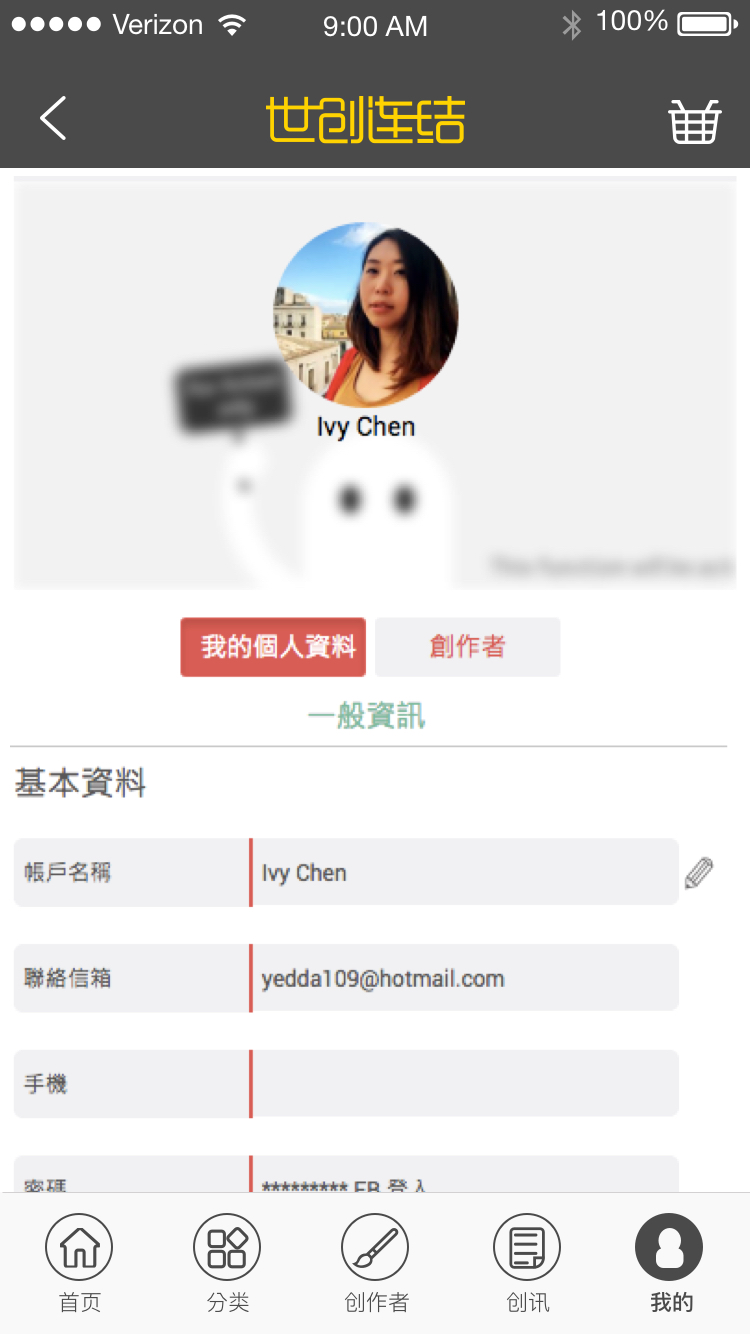 Verizon 9:00 AM 100%
世创连结
Ivy Chen
我的個人資料 創作者
一般資訊
基本資料
帳戶名稱 Ivy Chen
聯絡信箱 yedda109@hotmail.com
手機
密碼 ********* FB 登入
首页 分类 创作者 创讯 我的